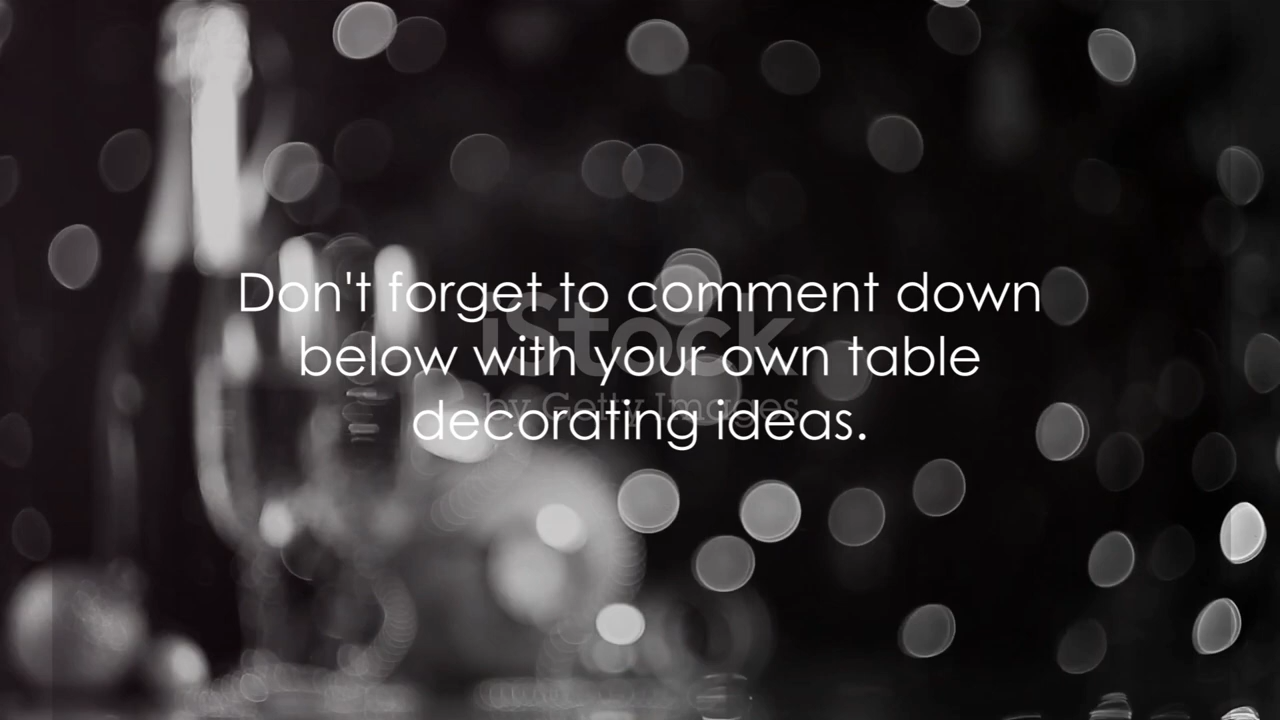 Don't forget to comment down
below with your own table
decorating ideas.
iStock
by Getty Images